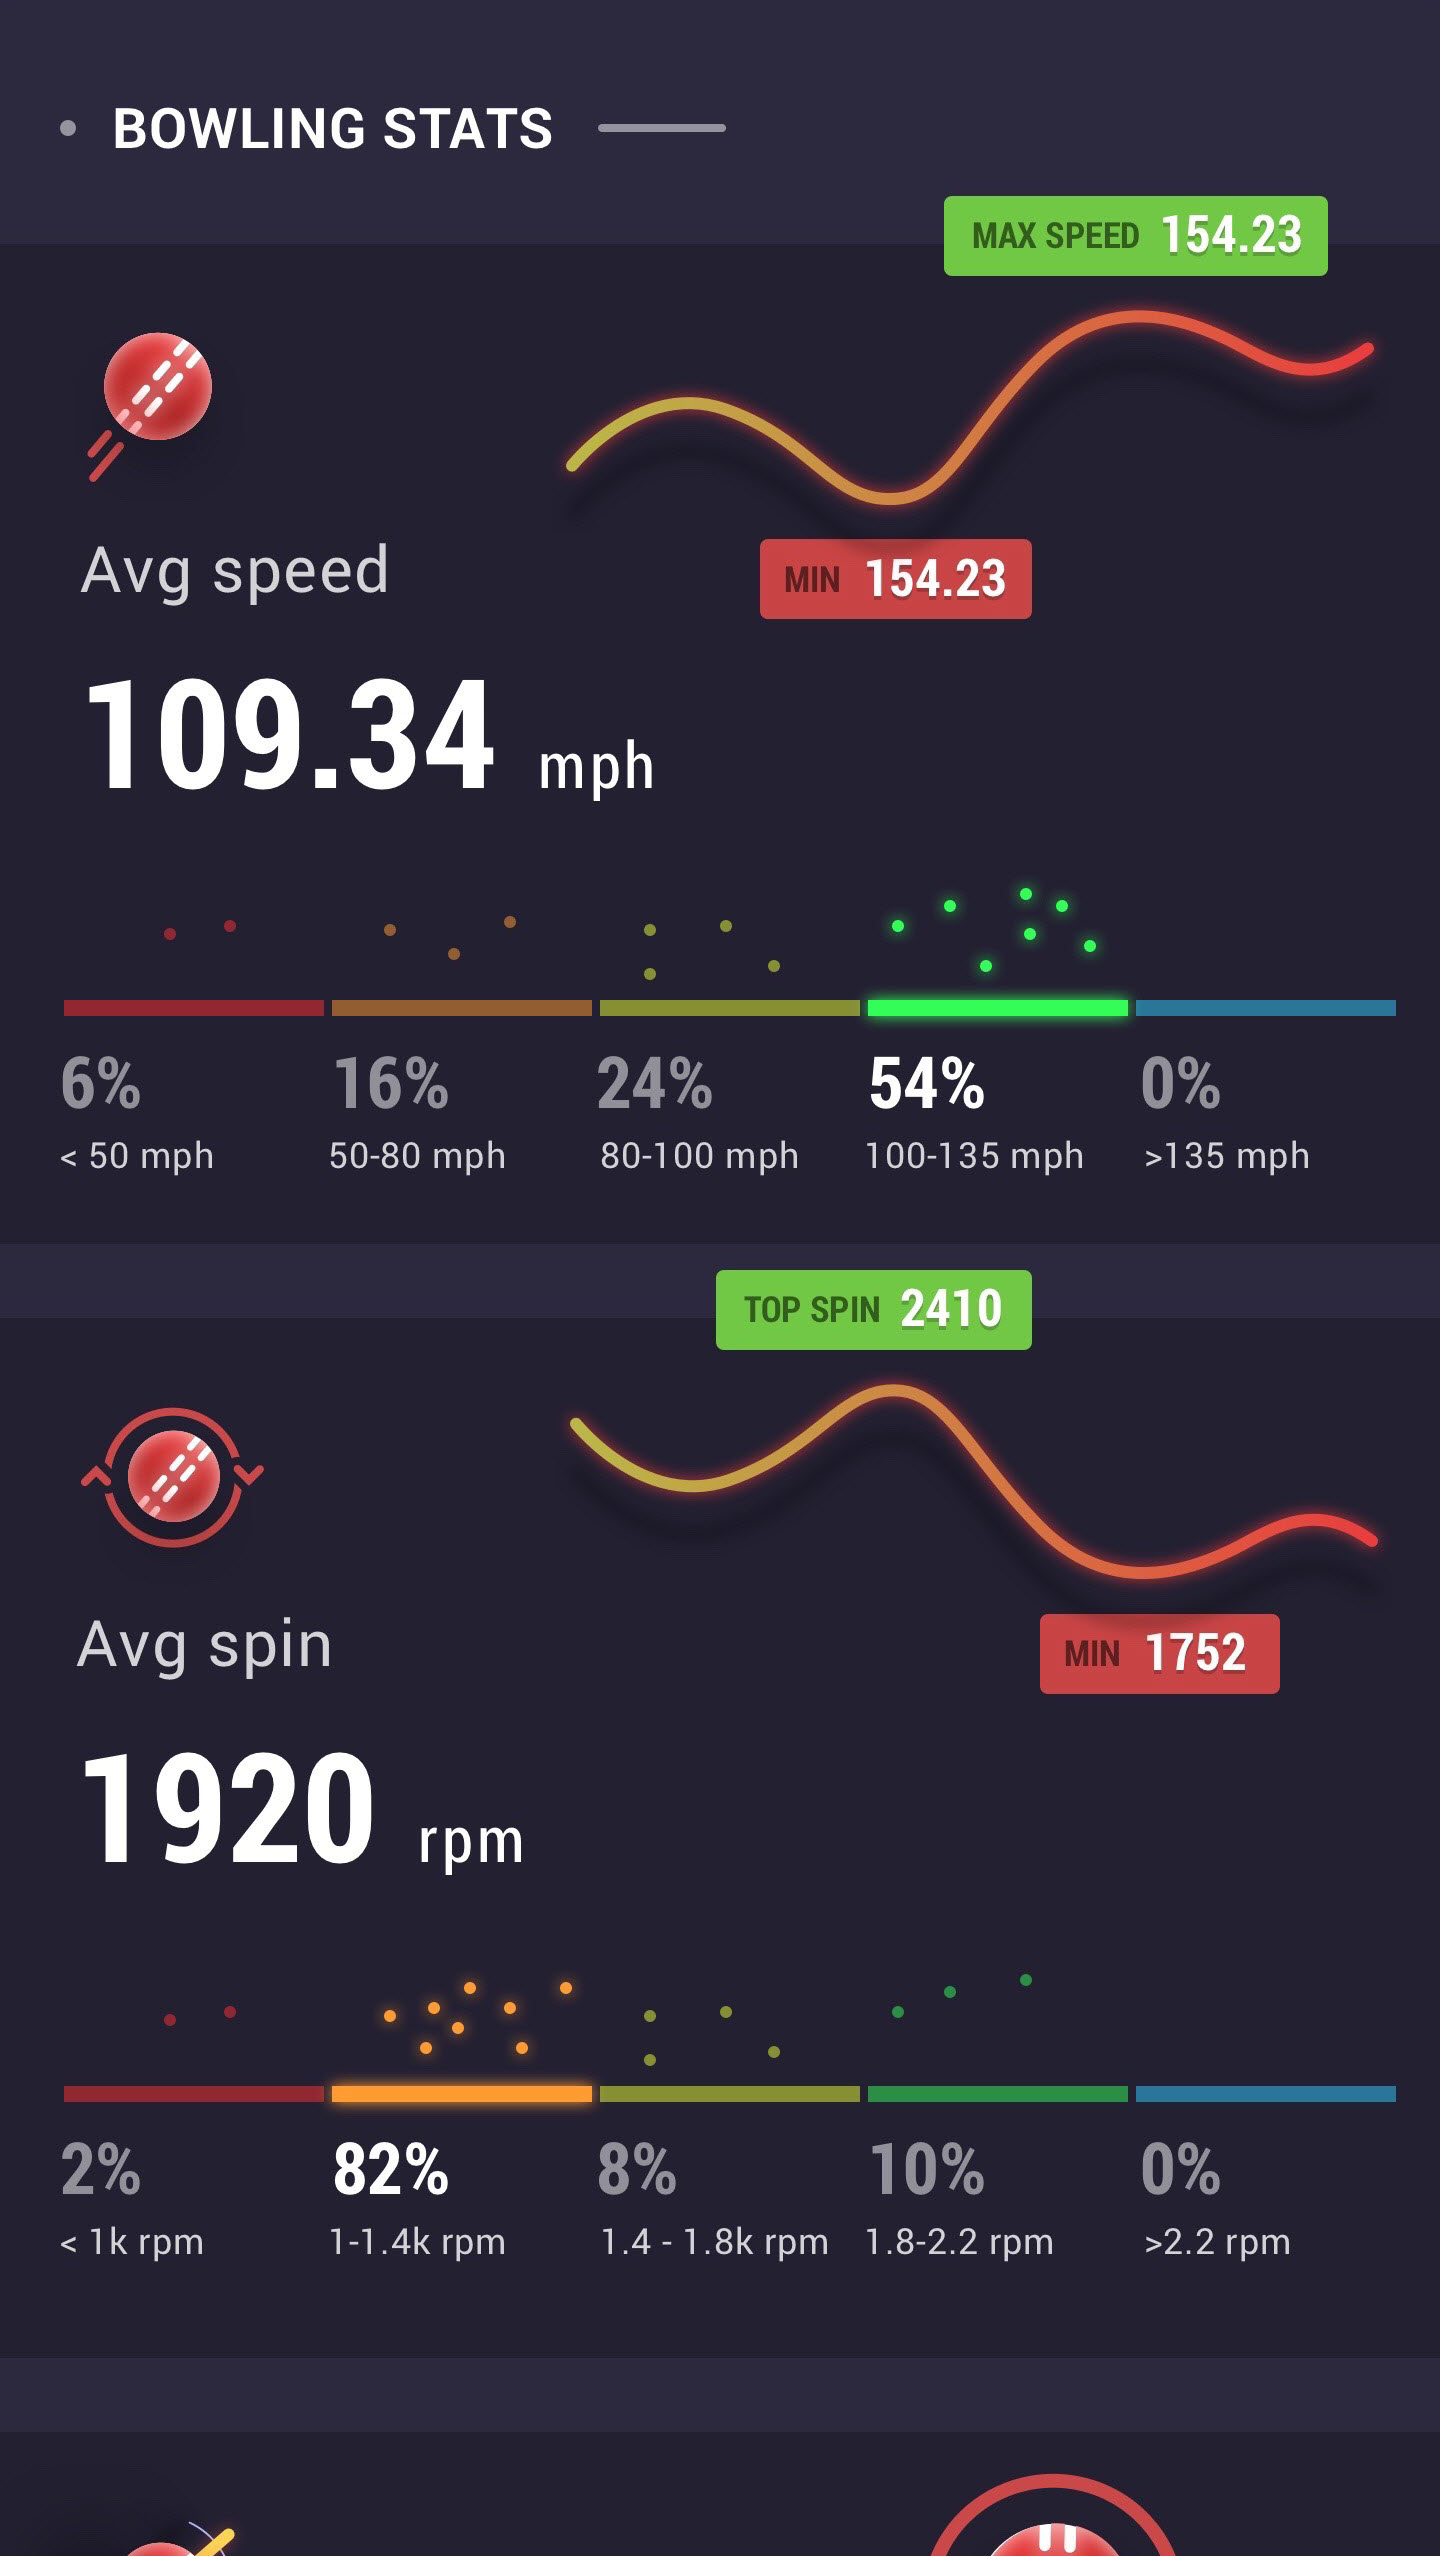 BOWLING STATS
MAX SPEED 154.23
MIN 154.23
Avg speed
109.34 mph
6% 16% 24% 54% 0%
< 50 mph 50-80 mph 80-100 mph 100-135 mph >135 mph
TOP SPIN 2410
MIN 1752
Avg spin
1920 rpm
2% 82% 8% 10% 0%
< 1k rpm 1-1.4k rpm 1.4 - 1.8k rpm 1.8-2.2 rpm >2.2 rpm